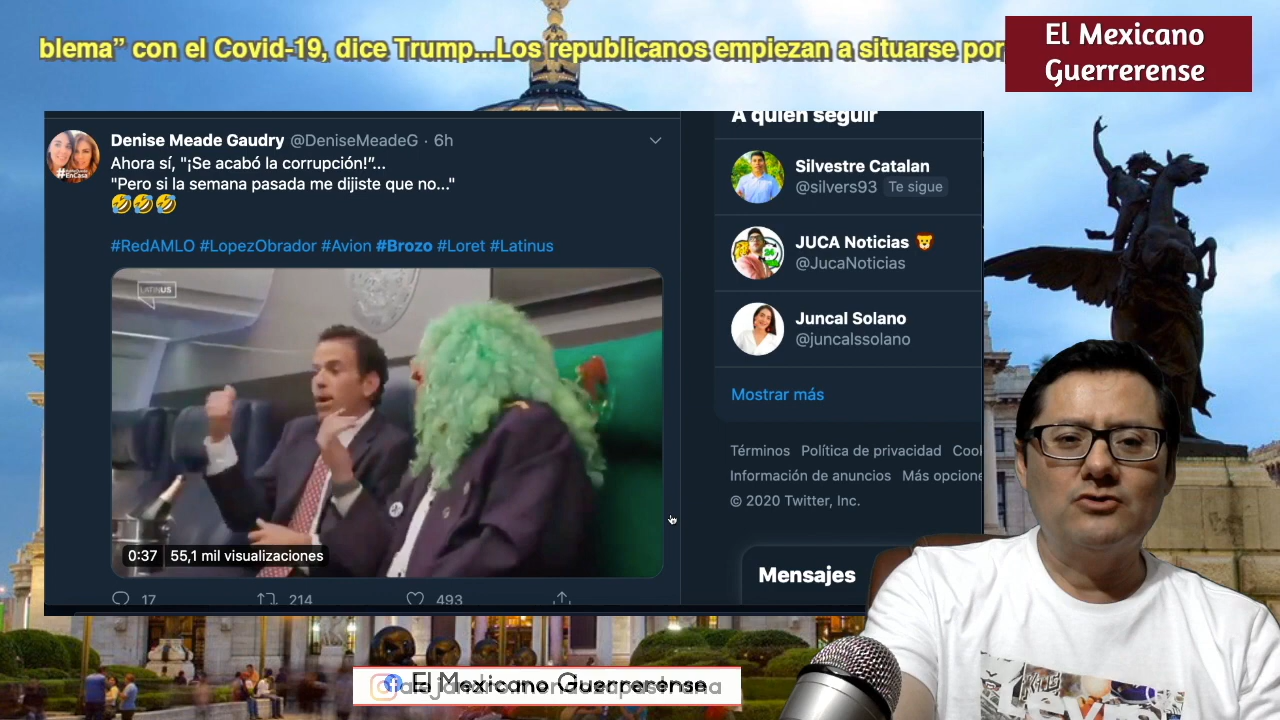 blema” con el Covid-19, dice Trump...Los republicanos empiezan a situarse por
El Mexicano
Guerrerense
Denise Meade Gaudry @DeniseMeadeG · 6h
Ahora sí, "¡Se acabó la corrupción!”...
"Pero si la semana pasada me dijiste que no..."
#RedAMLO #LopezObrador #Avion #Brozo #Loret #Latinus
LATINUS
0:37 55,1 mil visualizaciones
17 214 493
A quién seguir
Silvestre Catalan
@silvers93 Te sigue
JUCA Noticias
@JucaNoticias
Juncal Solano
@juncalssolano
Mostrar más
Términos Política de privacidad
Información de anuncios Más
© 2020 Twitter, Inc.
Mensajes
El Mexicano Guerrerense